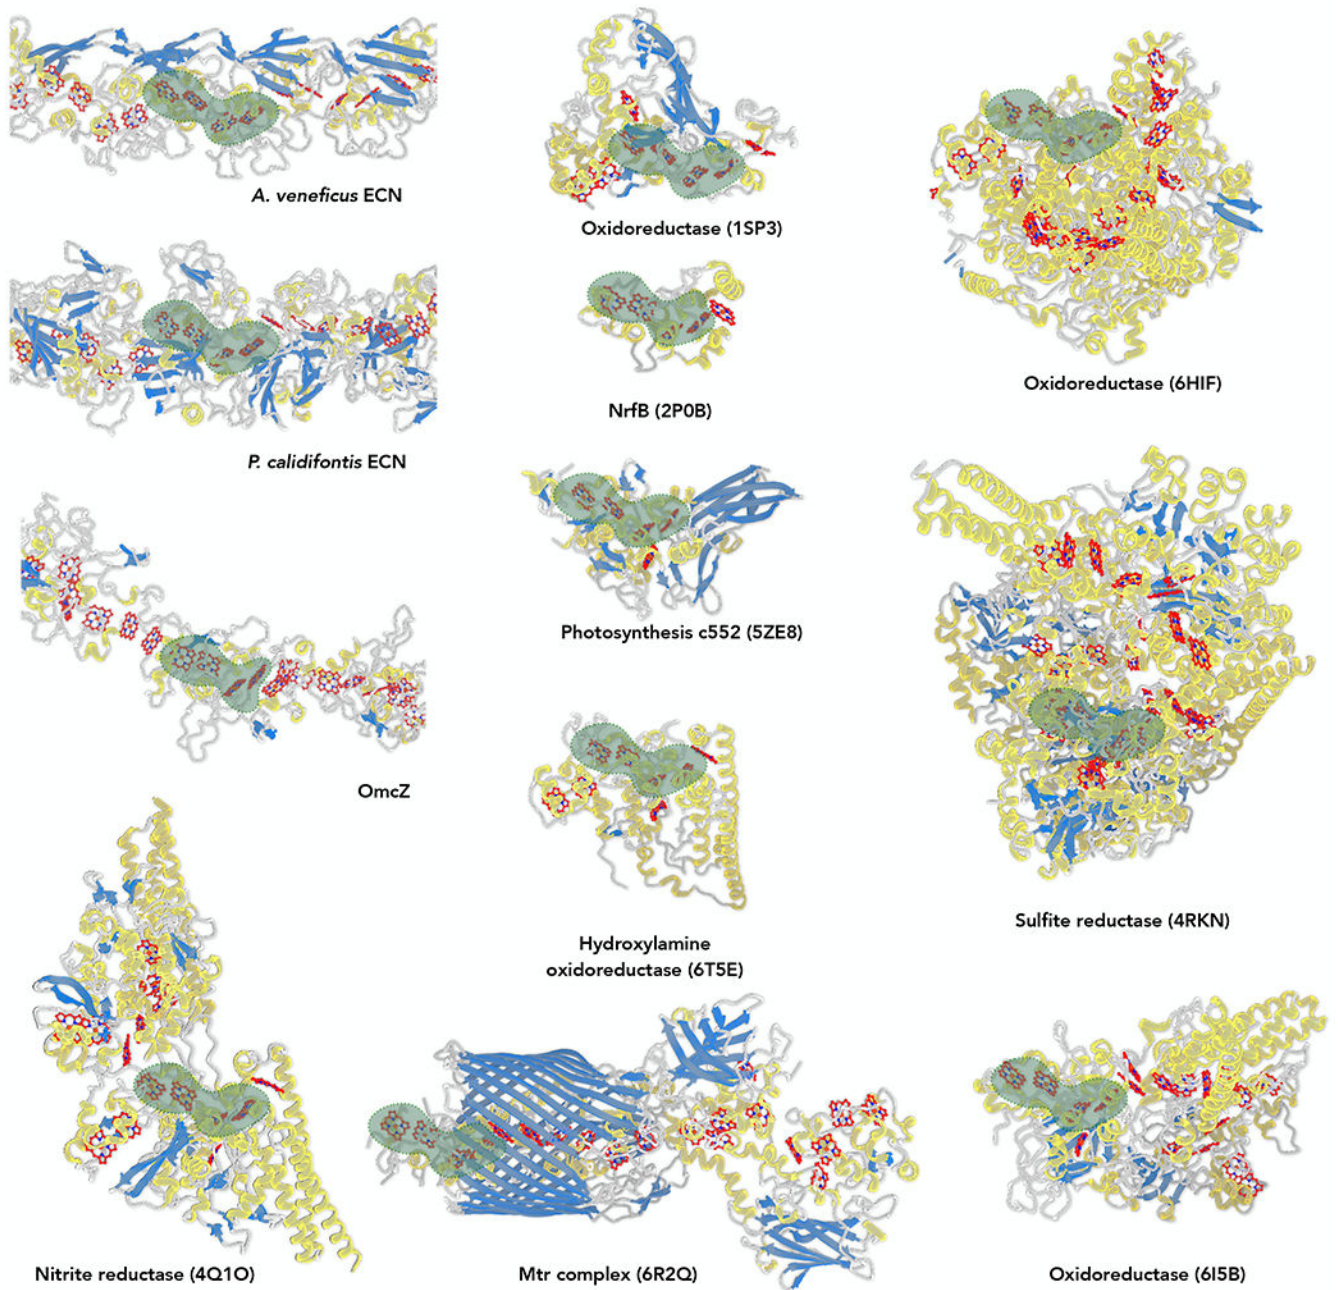 A. veneficus ECN
Oxidoreductase (1SP3)
Oxidoreductase (6HIF)
NrfB (2P0B)
P. calidifontis ECN
Photosynthesis c552 (5ZE8)
OmcZ
Sulfite reductase (4RKN)
Hydroxylamine
oxidoreductase (6T5E)
Nitrite reductase (4Q1O)
Mtr complex (6R2Q)
Oxidoreductase (6I5B)